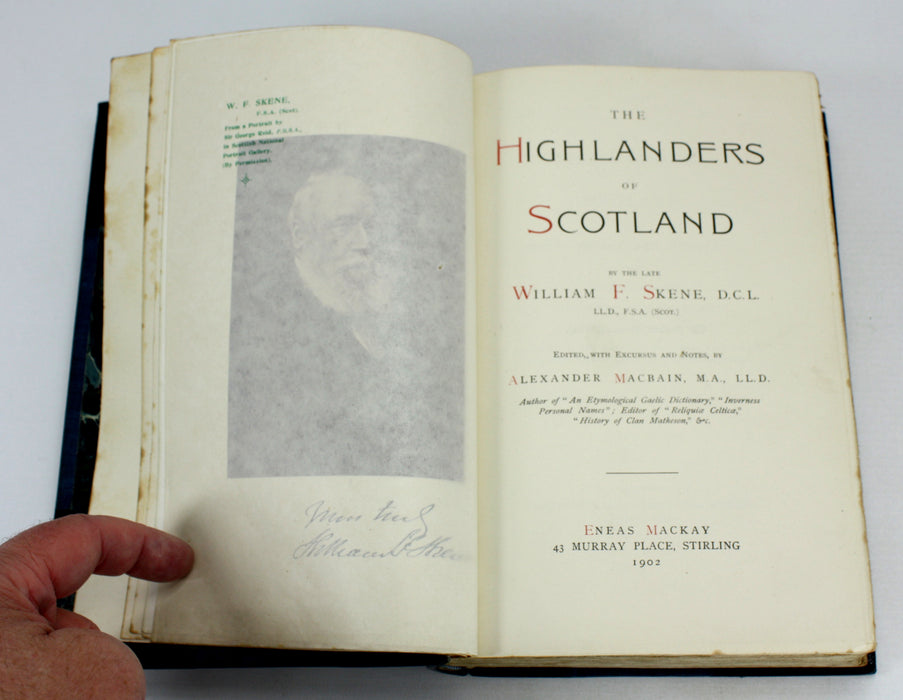 W. F. SKENE,
F.S.A. (Scot).
From a Portrait by
Sir George Reid, P.R.S.A.,
in Scottish National
Portrait Gallery.
(By Permission).
William F. Skene
THE
HIGHLANDERS
OF
SCOTLAND
BY THE LATE
WILLIAM F. SKENE, D.C.L.
LL.D., F.S.A. (SCOT.)
EDITED, WITH EXCURSUS AND NOTES, BY
ALEXANDER MACBAIN, M.A., LL.D.
Author of "An Etymological Gaelic Dictionary," "Inverness
Personal Names"; Editor of "Reliquiæ Celticæ,"
"History of Clan Matheson," &c.
ENEAS MACKAY
43 MURRAY PLACE, STIRLING
1902